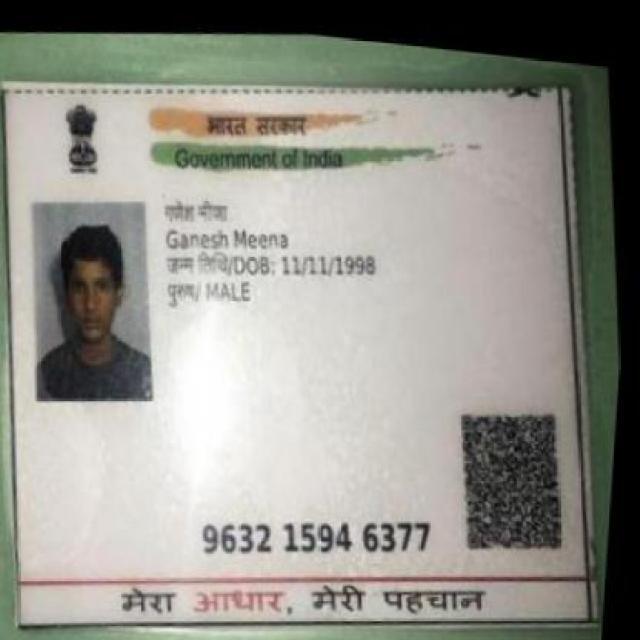 भारत सरकार
Government of India
गणेश
Ganesh Meena
जन्म तिथि/DOB: 11/11/1998
पुरुष/ MALE
9632 1594 6377
मेरा आधार, मेरी पहचान